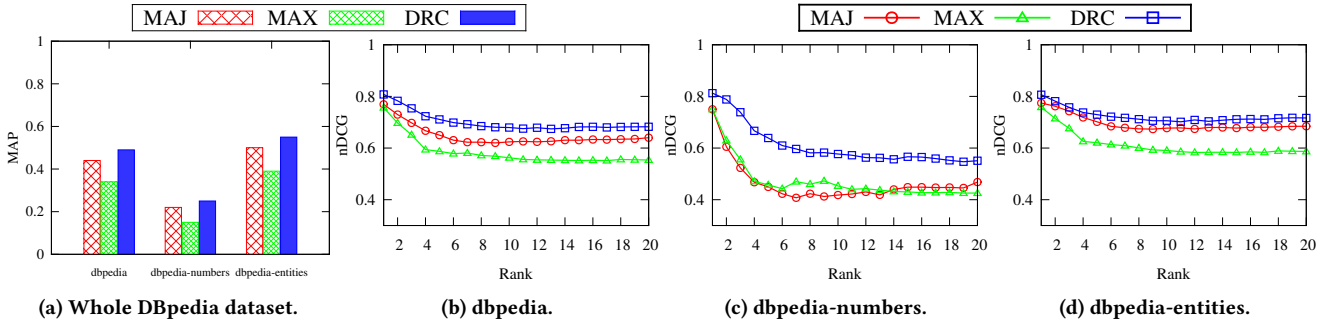 MAJ MAX DRC
MAP
1
0.8
0.6
0.4
0.2
0
dbpedia dbpedia-numbers dbpedia-entities
(a) Whole DBpedia dataset.
nDCG
1
0.8
0.6
0.4
2 4 6 8 10 12 14 16 18 20
Rank
(b) dbpedia.
MAJ MAX DRC
nDCG
1
0.8
0.6
0.4
2 4 6 8 10 12 14 16 18 20
Rank
(c) dbpedia-numbers.
nDCG
1
0.8
0.6
0.4
2 4 6 8 10 12 14 16 18 20
Rank
(d) dbpedia-entities.